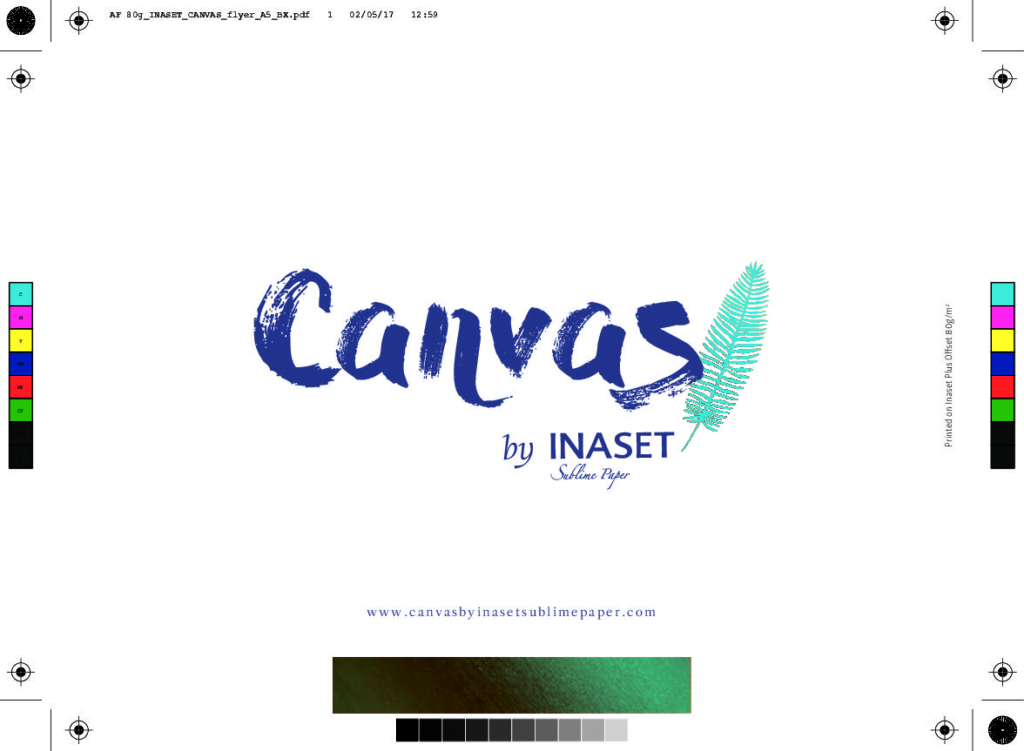 AF 80g_INASET_CANVAS_flyer_A5_BX.pdf 1 02/05/17 12:59
Canvas
by INASET
Sublime Paper
Printed on Inaset Plus Offset 80g/m²
www.canvasbyinasetsublimepaper.com
C
M
Y
CM
MY
CY